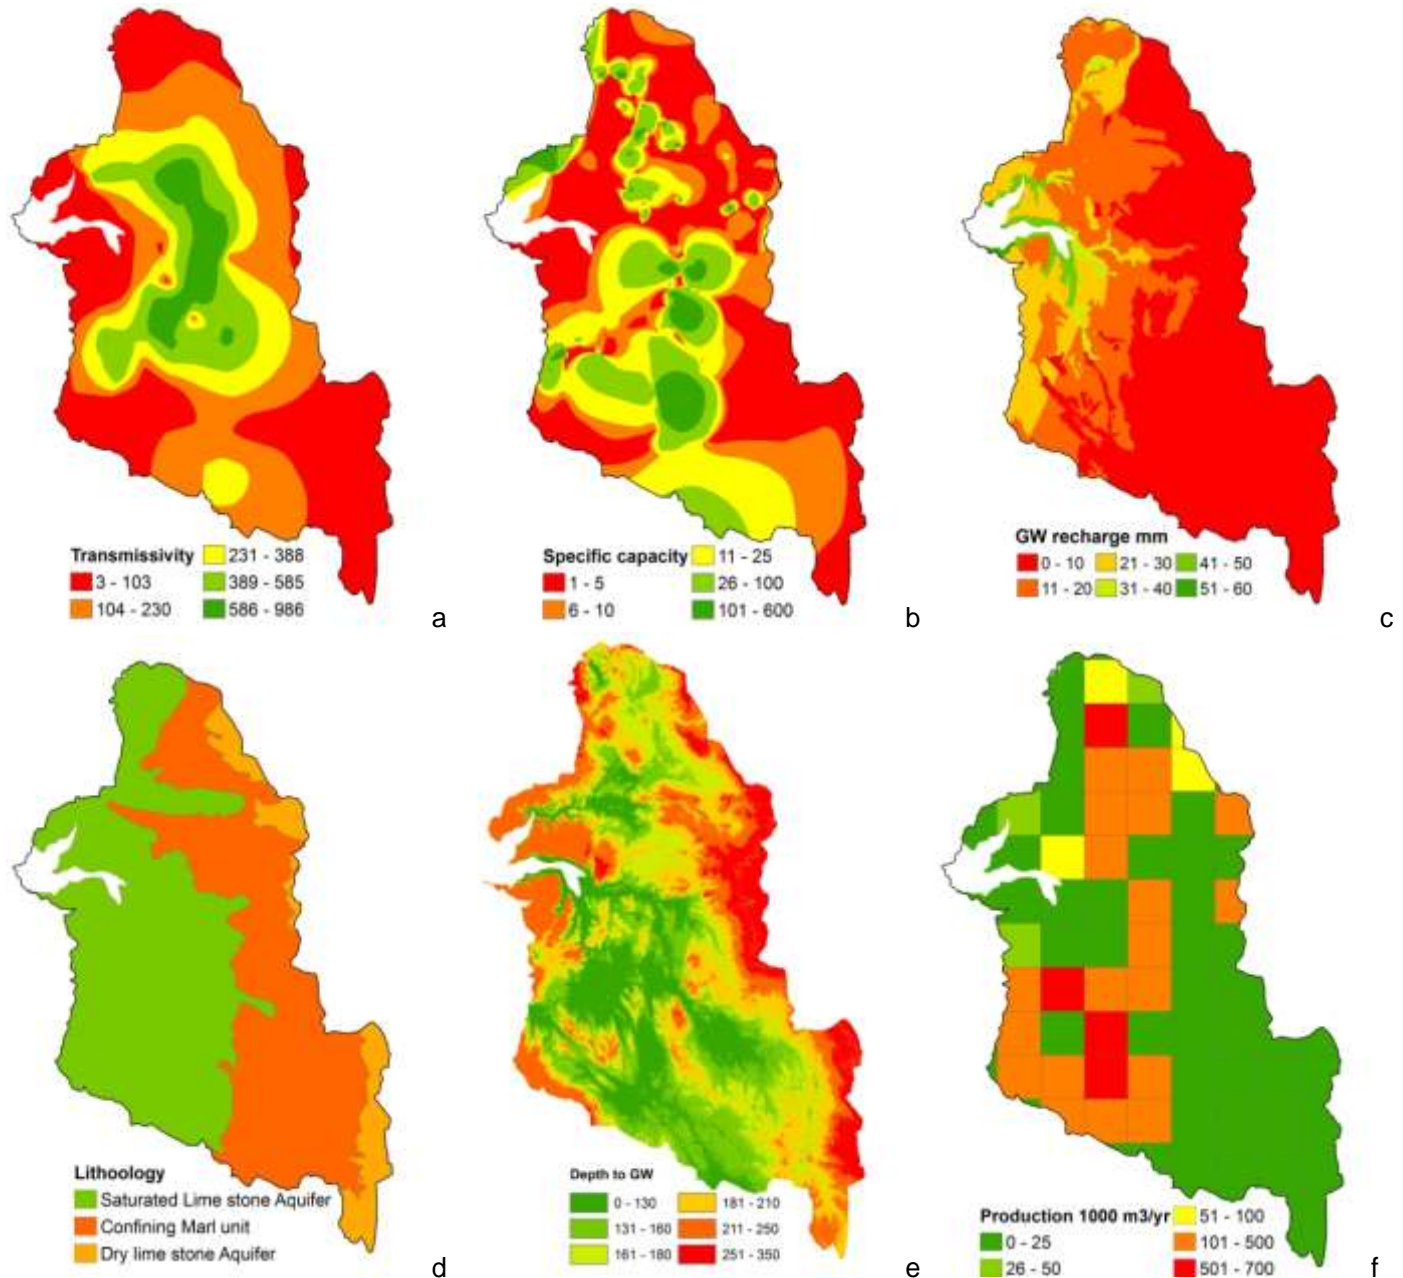 Transmissivity
3 - 103
104 - 230
231 - 388
389 - 585
586 - 986
a
Specific capacity
1 - 5
6 - 10
11 - 25
26 - 100
101 - 600
b
GW recharge mm
0 - 10
11 - 20
21 - 30
31 - 40
41 - 50
51 - 60
c
Lithoology
Saturated Lime stone Aquifer
Confining Marl unit
Dry lime stone Aquifer
d
Depth to GW
0 - 130
131 - 160
161 - 180
181 - 210
211 - 250
251 - 350
e
Production 1000 m3/yr
0 - 25
26 - 50
51 - 100
101 - 500
501 - 700
f